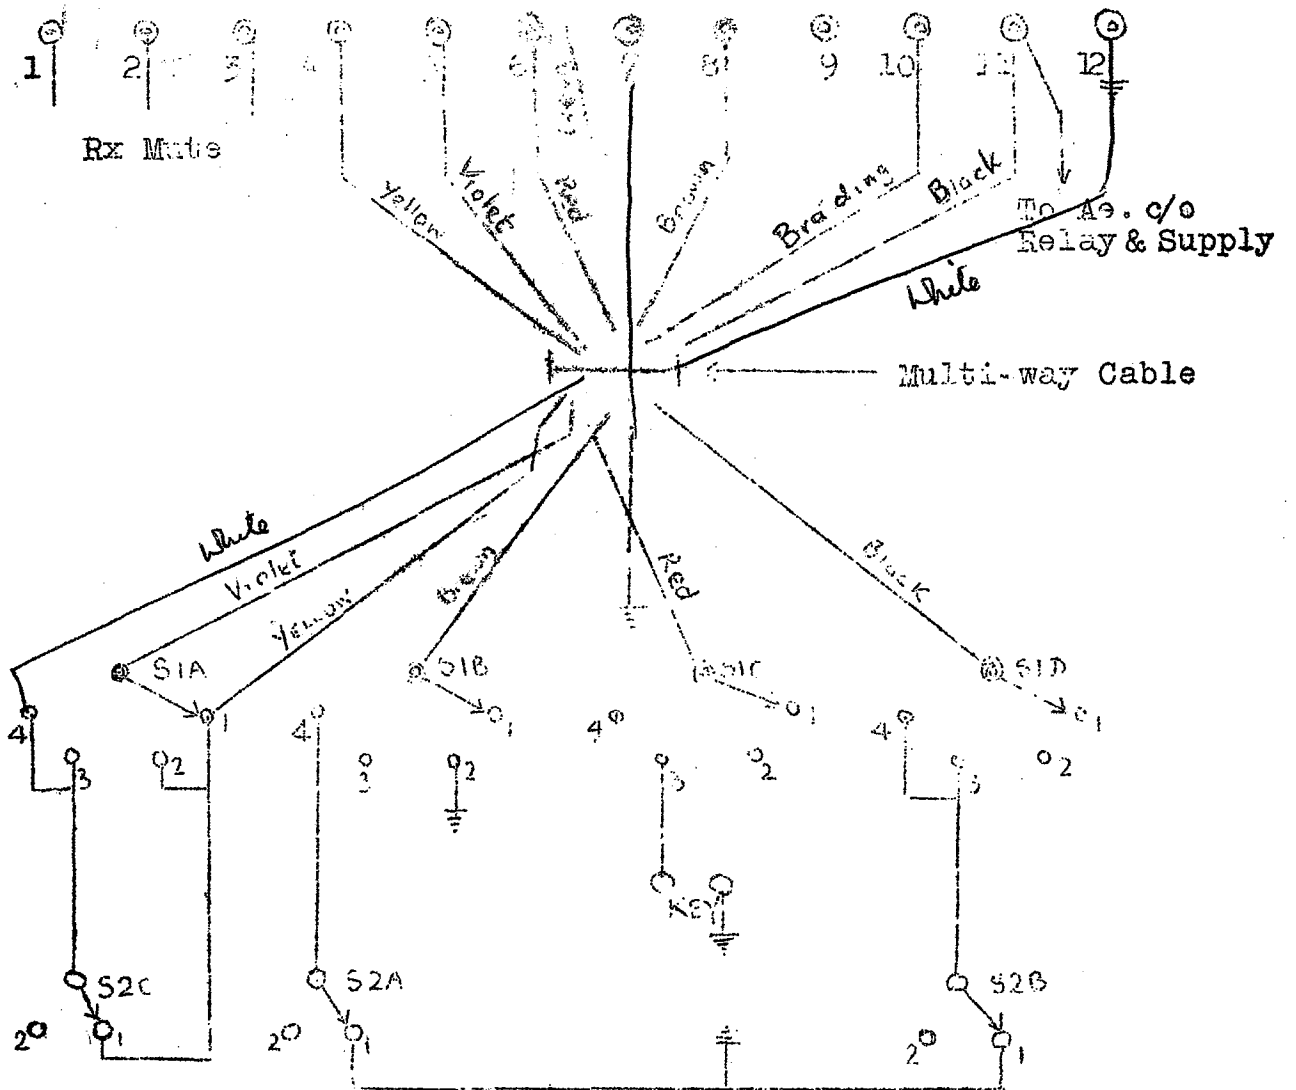 1 2 3 4 5 6 7 8 9 10 11 12
Rx Mute
Yellow Violet Red Brown Braiding Black
To Ae. c/o
Relay & Supply
White
Multi-way Cable
White
Violet
Yellow
Brown
Red
Black
S1A S1B S1C S1D
4 1 4 1 4 1 4 1
3 2 3 2 3 2 3 2
KEY
S2C S2A S2B
2 1 2 1 2 1